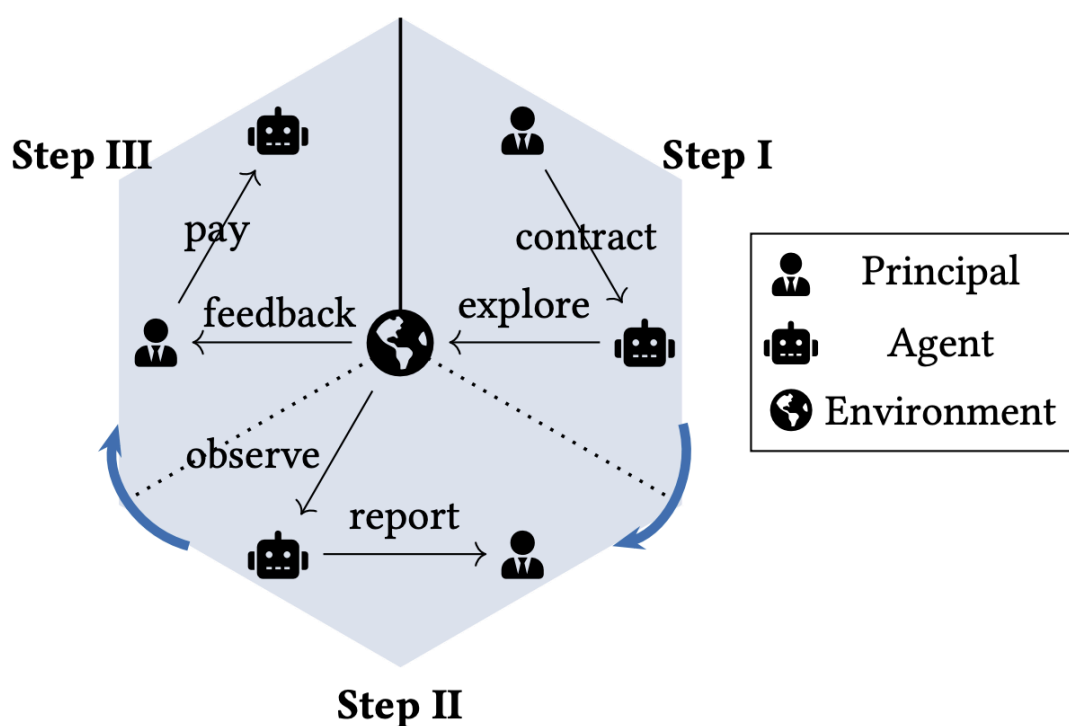 Step III
Step I
pay
contract
feedback
explore
observe
report
Step II
Principal
Agent
Environment